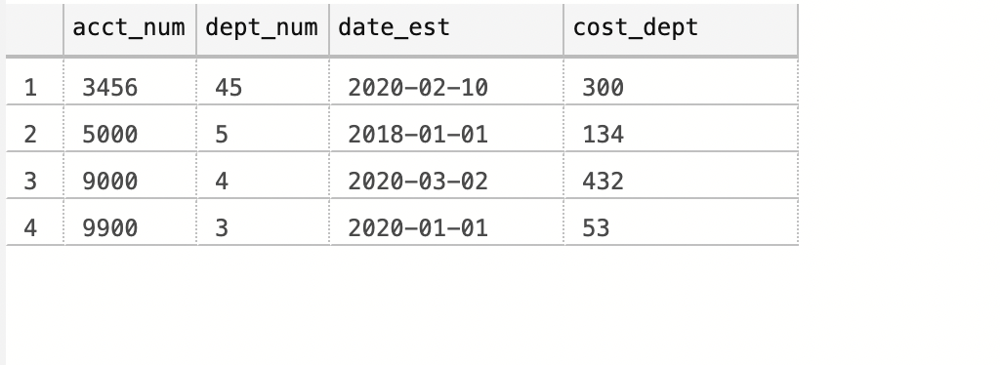 acct_num dept_num date_est cost_dept
1 3456 45 2020-02-10 300
2 5000 5 2018-01-01 134
3 9000 4 2020-03-02 432
4 9900 3 2020-01-01 53